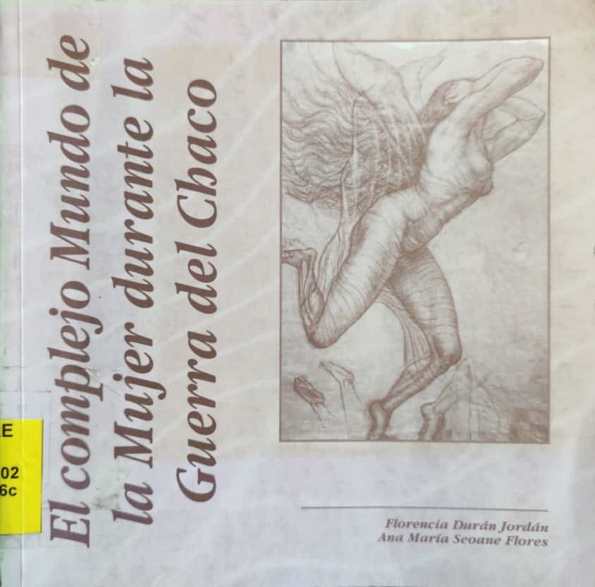 El complejo Mundo de
la Mujer durante la
Guerra del Chaco
E
02
6c
Florencia Durán Jordán
Ana María Seoane Flores